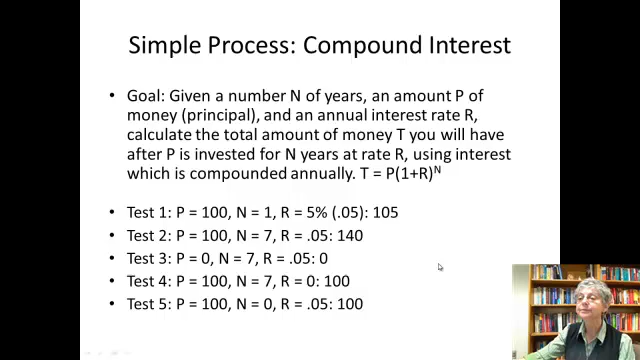 Simple Process: Compound Interest
• Goal: Given a number N of years, an amount P of
money (principal), and an annual interest rate R,
calculate the total amount of money T you will have
after P is invested for N years at rate R, using interest
which is compounded annually. T = P(1+R)ᴺ
• Test 1: P = 100, N = 1, R = 5% (.05): 105
• Test 2: P = 100, N = 7, R = .05: 140
• Test 3: P = 0, N = 7, R = .05: 0
• Test 4: P = 100, N = 7, R = 0: 100
• Test 5: P = 100, N = 0, R = .05: 100